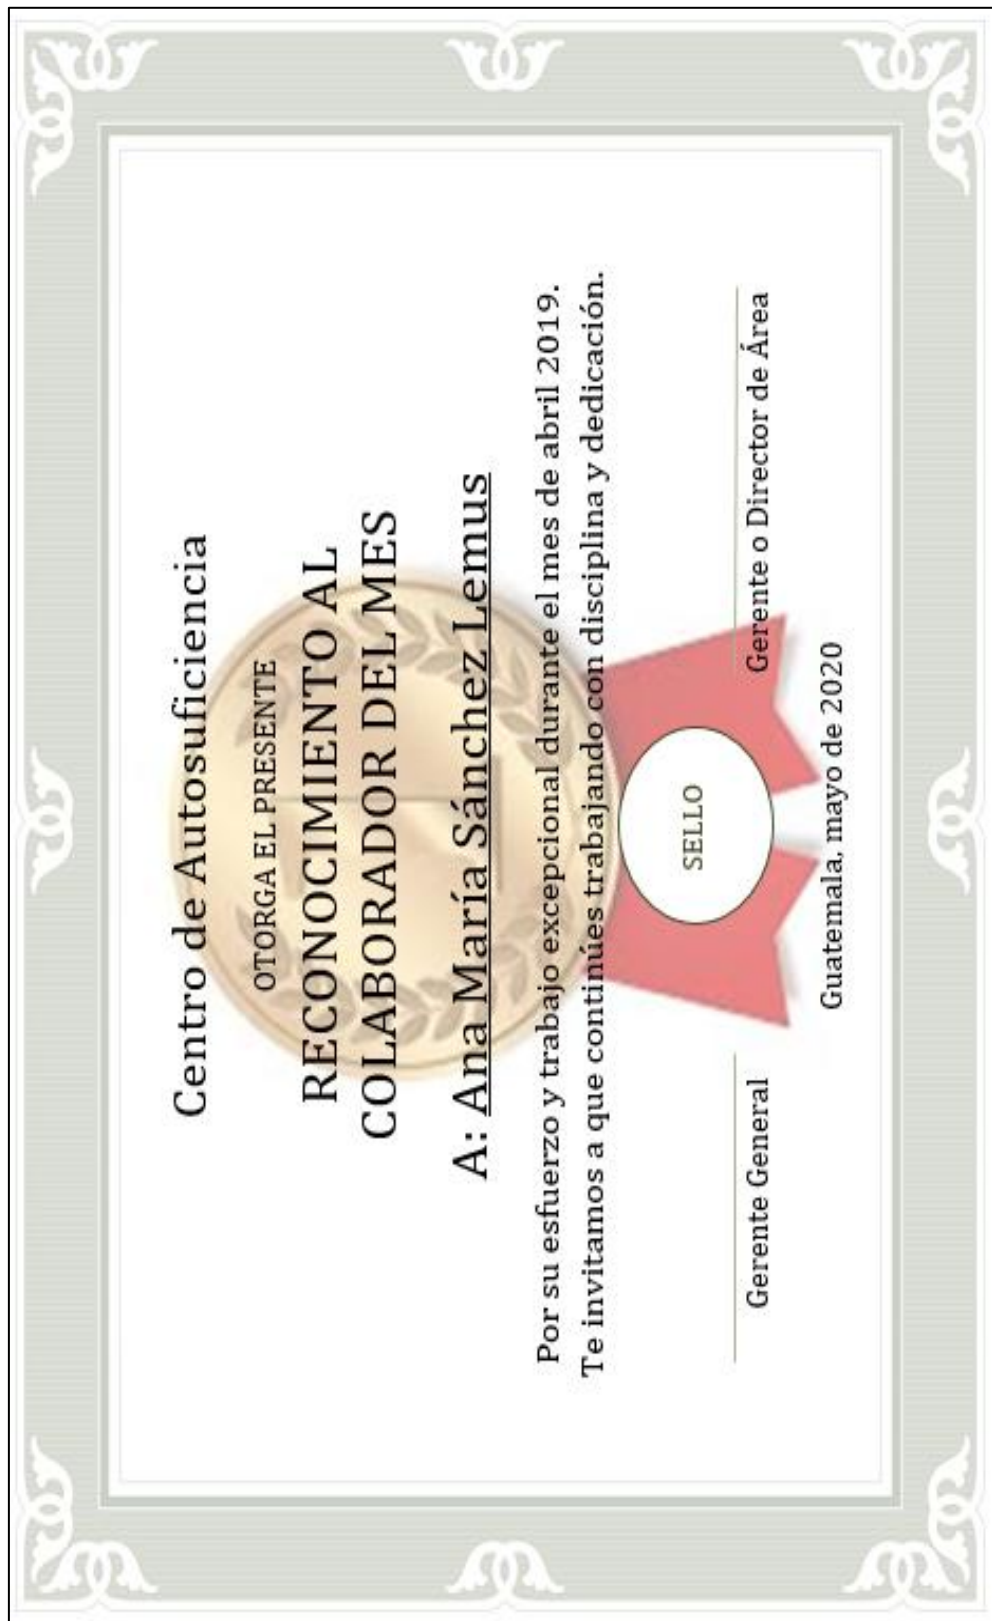 Centro de Autosuficiencia
OTORGA EL PRESENTE
RECONOCIMIENTO AL
COLABORADOR DEL MES
A: Ana María Sánchez Lemus
Por su esfuerzo y trabajo excepcional durante el mes de abril 2019.
Te invitamos a que continúes trabajando con disciplina y dedicación.
SELLO
Gerente General
Gerente o Director de Área
Guatemala, mayo de 2020